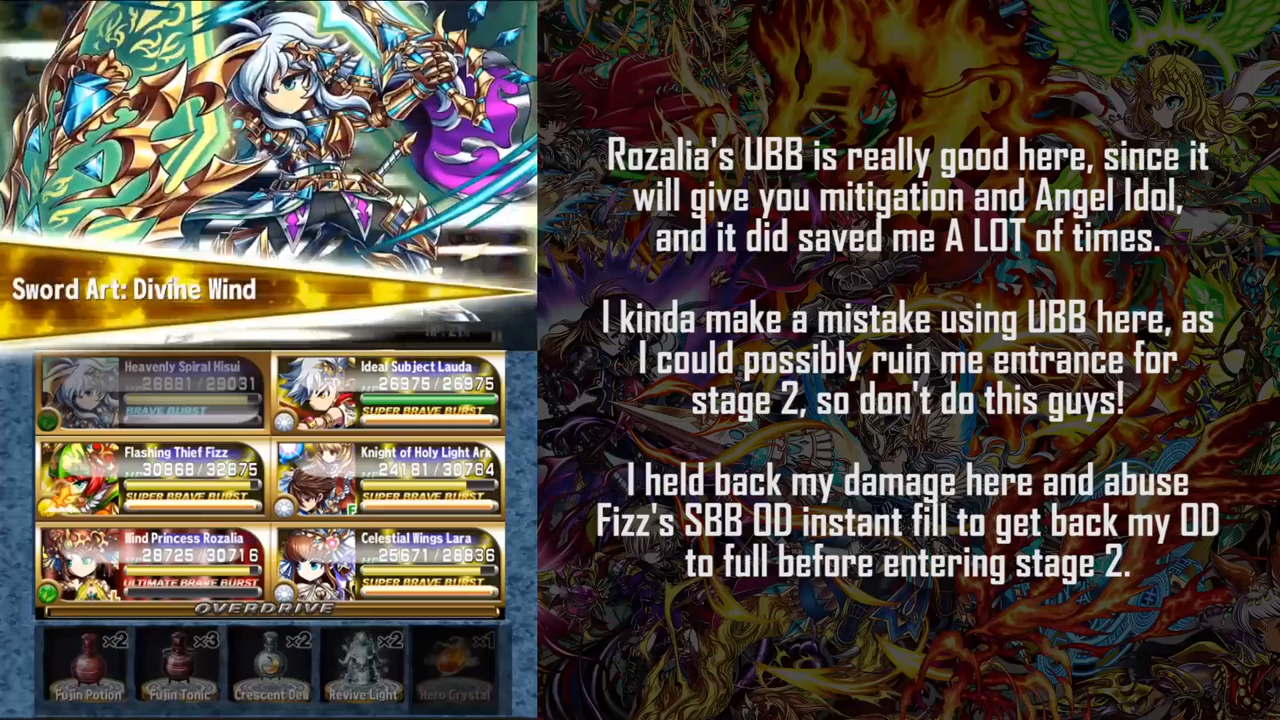 Sword Art: Divine Wind
Heavenly Spiral Hisui
26681/29031
BRAVE BURST
Ideal Subject Lauda
26975/26975
SUPER BRAVE BURST
Flashing Thief Fizz
30868/32875
SUPER BRAVE BURST
Knight of Holy Light Ark
24181/30784
SUPER BRAVE BURST
Wind Princess Rozalia
28725/30716
ULTIMATE BRAVE BURST
Celestial Wings Lara
25671/28836
SUPER BRAVE BURST
OVERDRIVE
x2
x3
x2
x2
x1
Fujin Potion
Fujin Tonic
Crescent Dew
Revive Light
Hero Crystal
Rozalia's UBB is really good here, since it
will give you mitigation and Angel Idol,
and it did saved me A LOT of times.
I kinda make a mistake using UBB here, as
I could possibly ruin me entrance for
stage 2, so don't do this guys!
I held back my damage here and abuse
Fizz's SBB OD instant fill to get back my OD
to full before entering stage 2.